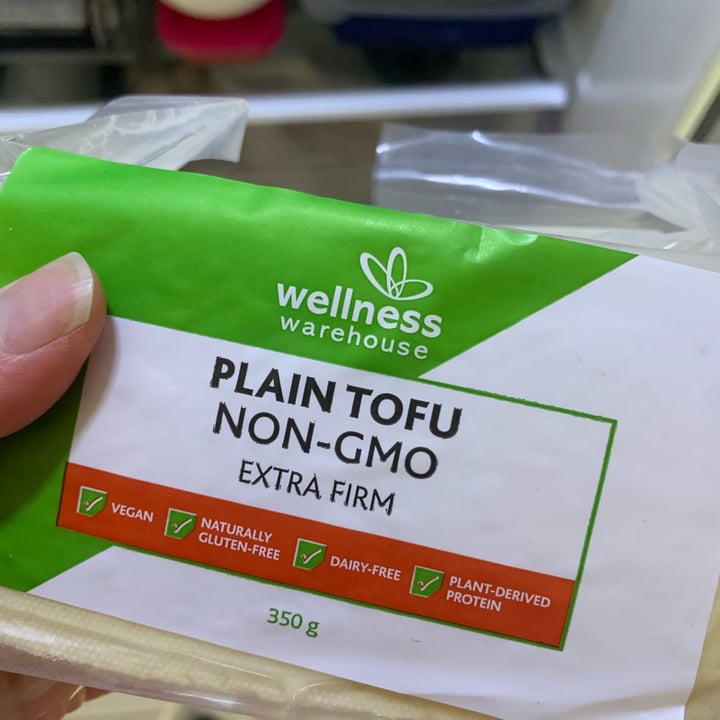 wellness
warehouse
PLAIN TOFU
NON-GMO
EXTRA FIRM
VEGAN
NATURALLY
GLUTEN-FREE
DAIRY-FREE
PLANT-DERIVED
PROTEIN
350 g